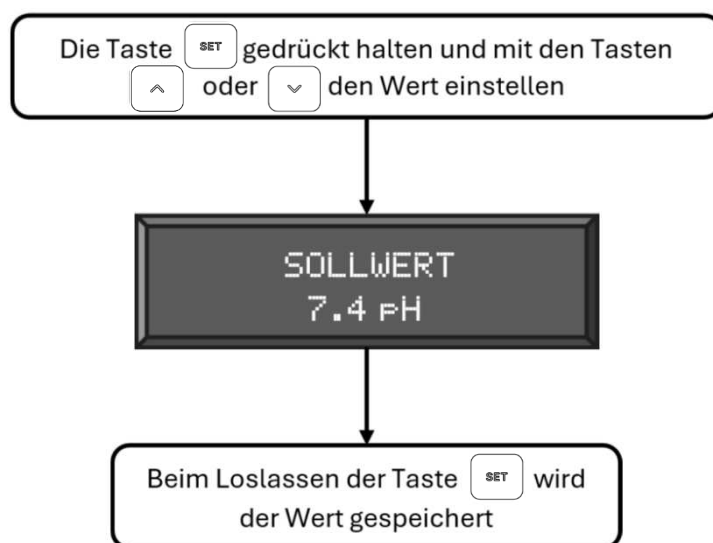 Die Taste SET gedrückt halten und mit den Tasten
oder den Wert einstellen
SOLLWERT
7.4 pH
Beim Loslassen der Taste SET wird
der Wert gespeichert